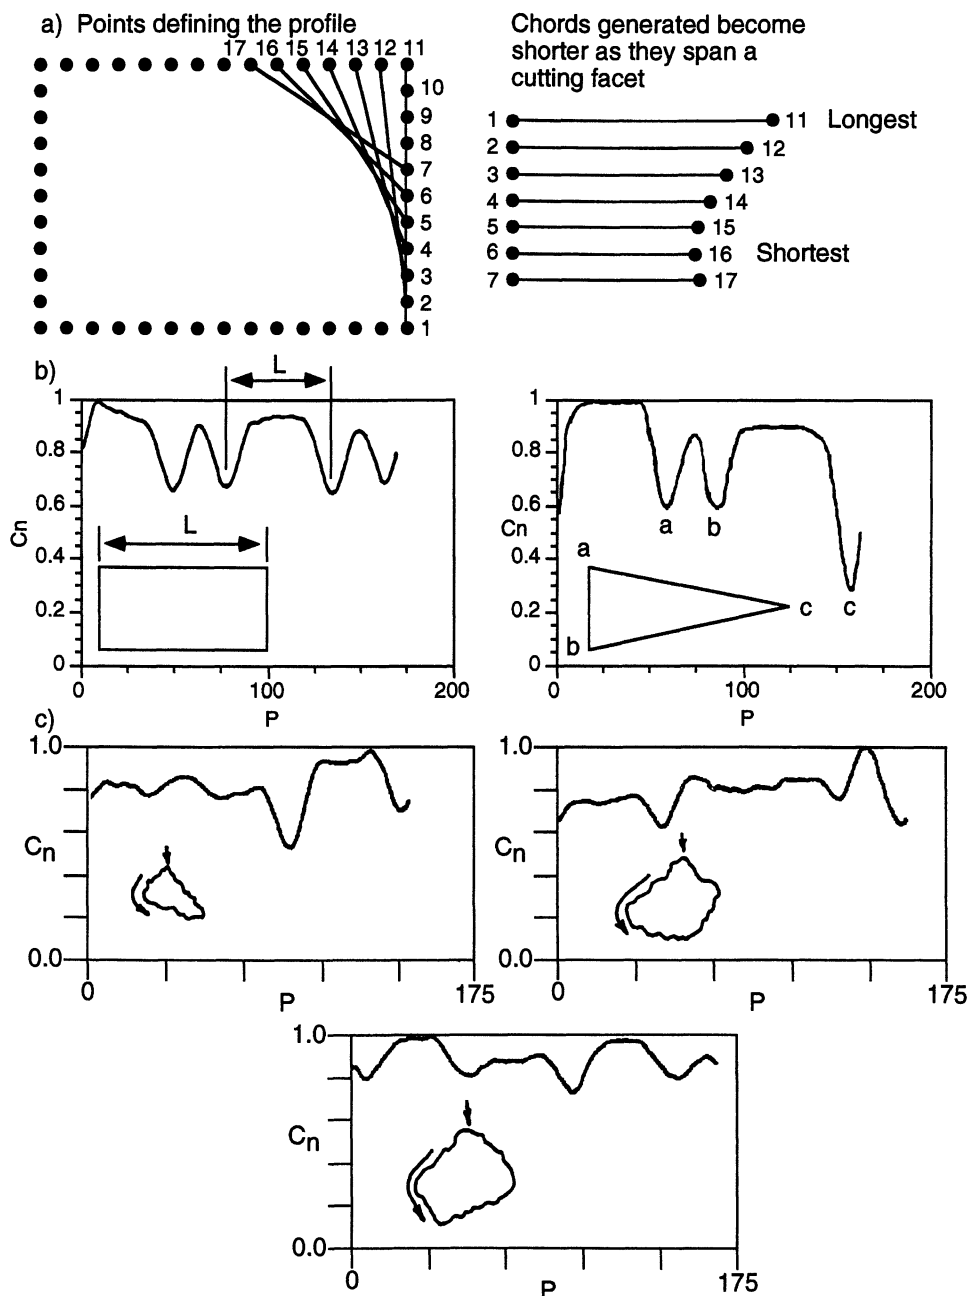 a) Points defining the profile
17 16 15 14 13 12 11
10
9
8
7
6
5
4
3
2
1
Chords generated become
shorter as they span a
cutting facet
1 11 Longest
2 12
3 13
4 14
5 15
6 16 Shortest
7 17
b)
L
1
0.8
0.6
Cn
0.4
0.2
0
L
0 100 200
P
1
0.8
0.6
Cn
0.4
0.2
0
a b
a
c c
b
0 100 200
P
c)
1.0
Cn
0.0
0 175
P
1.0
Cn
0.0
0 175
P
1.0
Cn
0.0
0 175
P